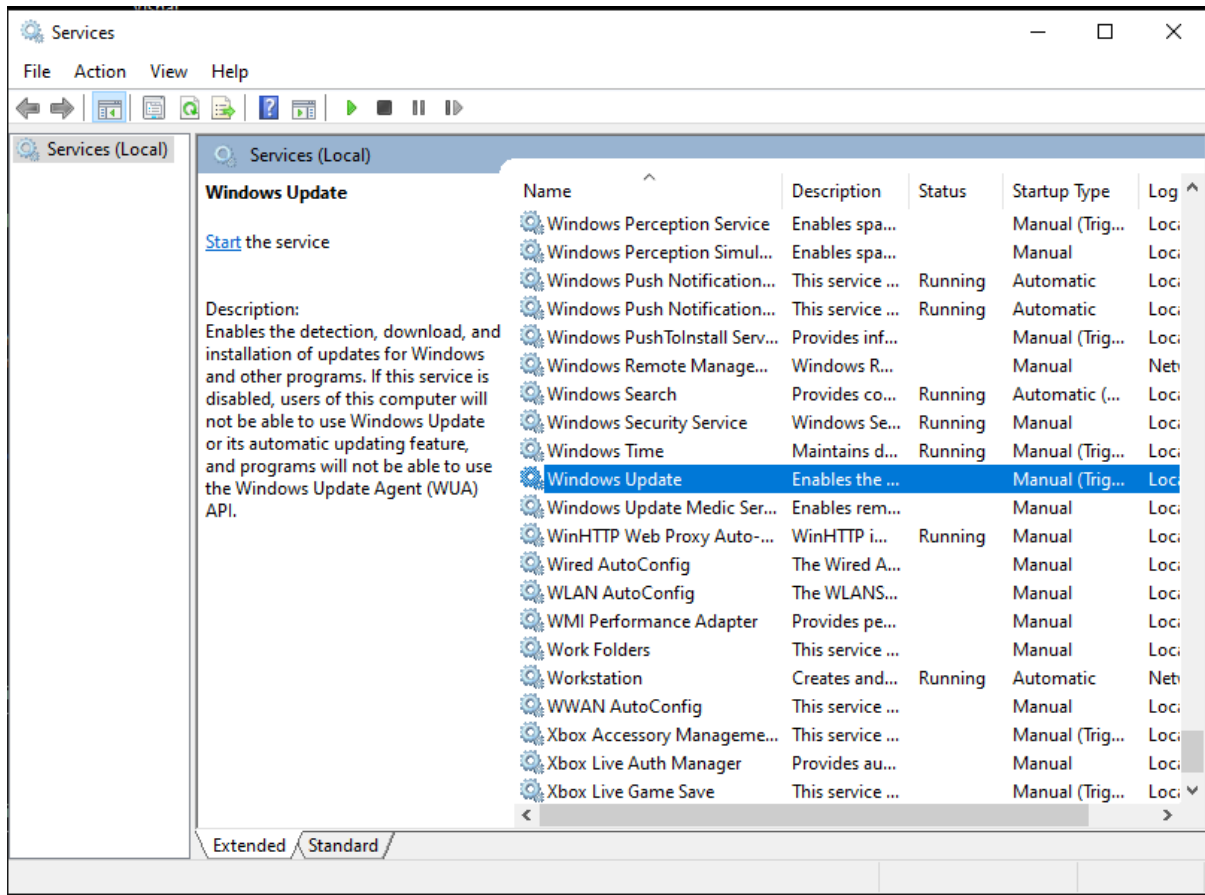 Services
File Action View Help
Services (Local)
Services (Local)
Windows Update
Start the service
Description:
Enables the detection, download, and
installation of updates for Windows
and other programs. If this service is
disabled, users of this computer will
not be able to use Windows Update
or its automatic updating feature,
and programs will not be able to use
the Windows Update Agent (WUA)
API.
Name Description Status Startup Type Log
Windows Perception Service Enables spa... Manual (Trig... Loca
Windows Perception Simul... Enables spa... Manual Loca
Windows Push Notification... This service ... Running Automatic Loca
Windows Push Notification... This service ... Running Automatic Loca
Windows PushToInstall Serv... Provides inf... Manual (Trig... Loca
Windows Remote Manage... Windows R... Manual Netw
Windows Search Provides co... Running Automatic (... Loca
Windows Security Service Windows Se... Running Manual Loca
Windows Time Maintains d... Running Manual (Trig... Loca
Windows Update Enables the ... Manual (Trig... Loca
Windows Update Medic Ser... Enables rem... Manual Loca
WinHTTP Web Proxy Auto-... WinHTTP i... Running Manual Loca
Wired AutoConfig The Wired A... Manual Loca
WLAN AutoConfig The WLANS... Manual Loca
WMI Performance Adapter Provides pe... Manual Loca
Work Folders This service ... Manual Loca
Workstation Creates and... Running Automatic Netw
WWAN AutoConfig This service ... Manual Loca
Xbox Accessory Manageme... This service ... Manual (Trig... Loca
Xbox Live Auth Manager Provides au... Manual Loca
Xbox Live Game Save This service ... Manual (Trig... Loca
Extended Standard